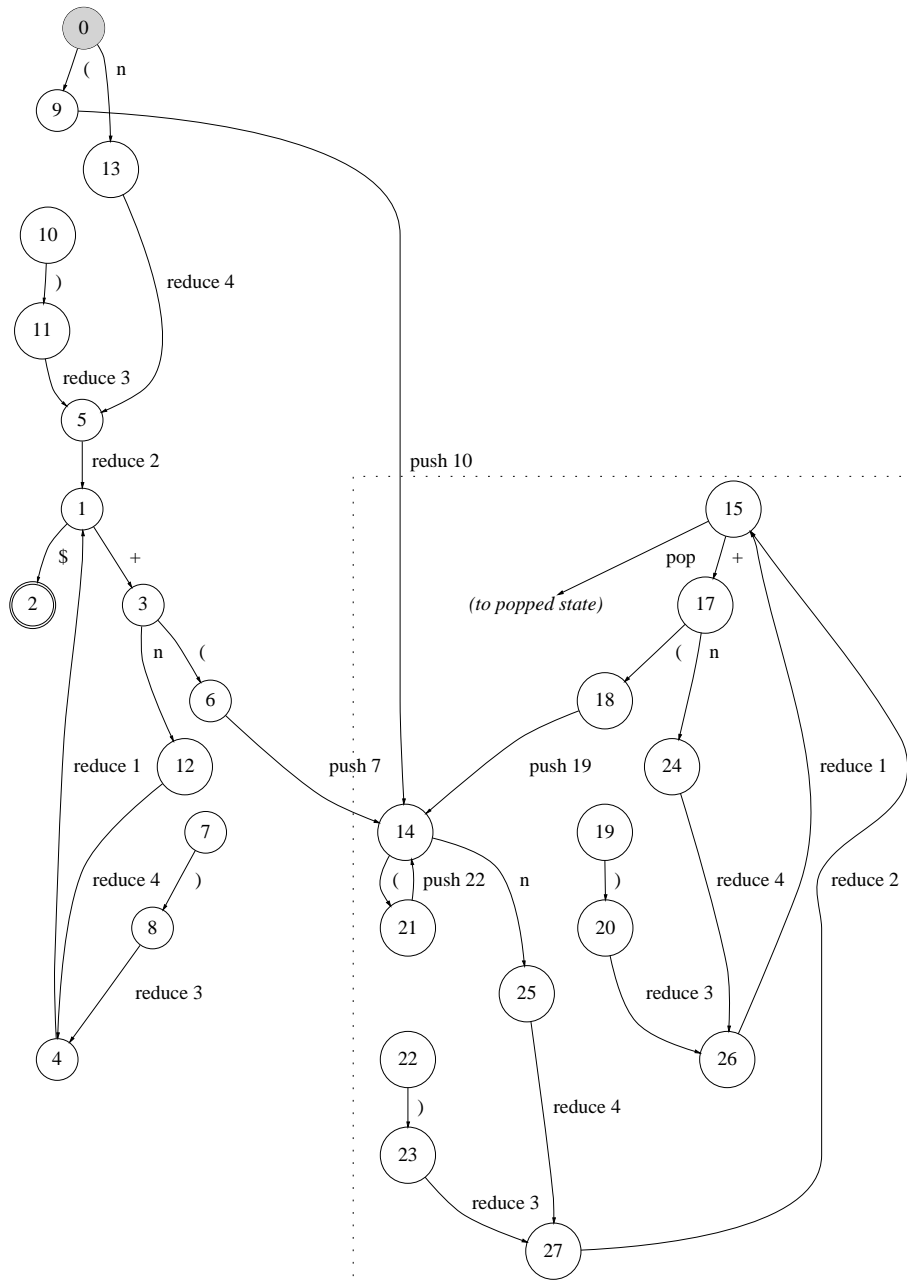 0
( n
9
13
10
)
reduce 4
11
reduce 3
5
reduce 2
push 10
1
15
$
+
pop
+
2
3
(to popped state)
17
n
(
( n
6
18
reduce 1
12
push 7
push 19
24
reduce 1
7
14
19
reduce 4
)
( push 22
n
)
reduce 4
reduce 2
8
21
20
reduce 3
25
reduce 3
4
22
26
)
reduce 4
23
reduce 3
27